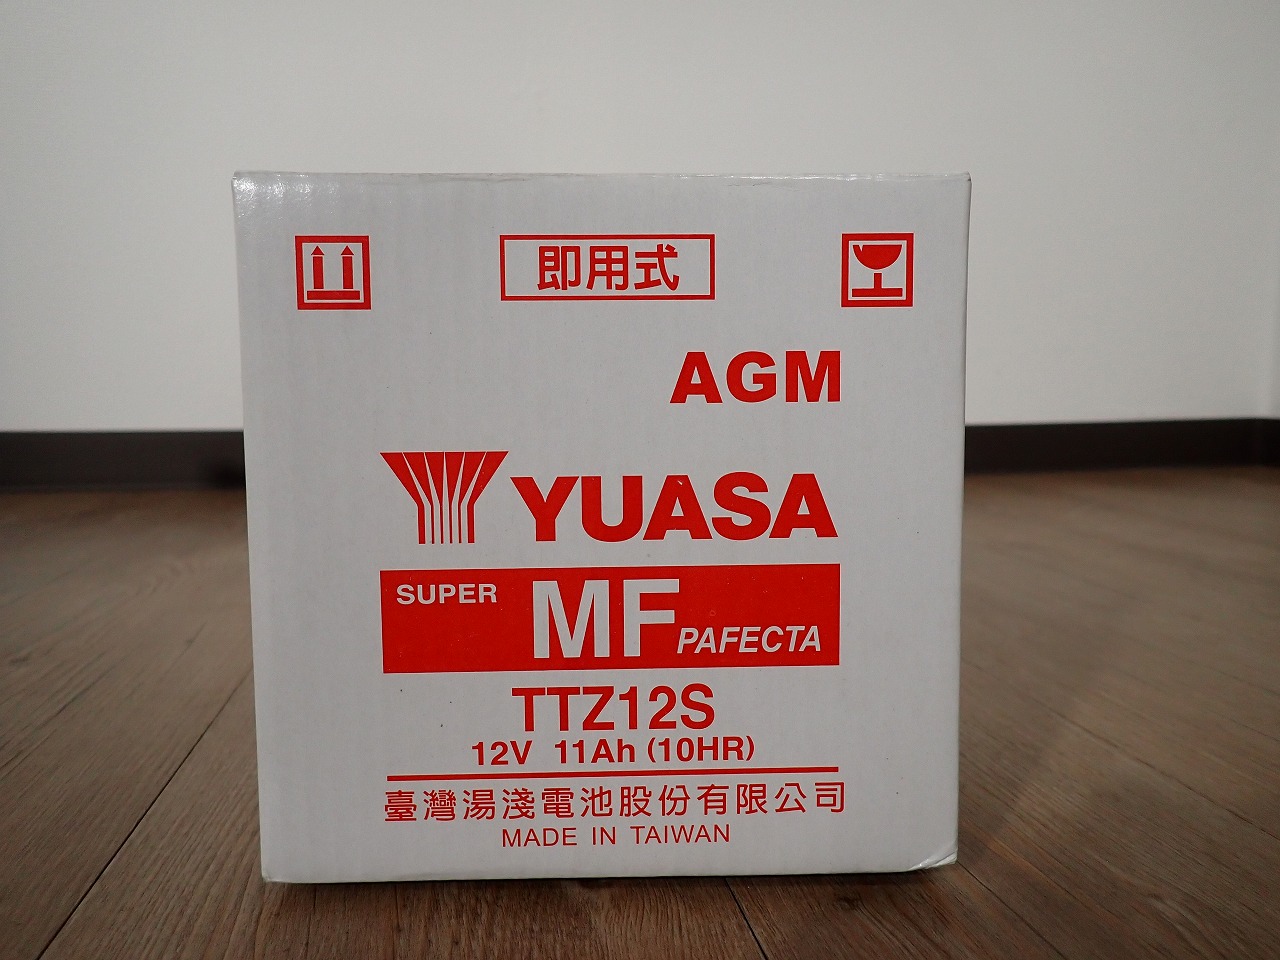 即用式
AGM
YUASA
SUPER MF PAFECTA
TTZ12S
12V 11Ah (10HR)
臺灣湯淺電池股份有限公司
MADE IN TAIWAN